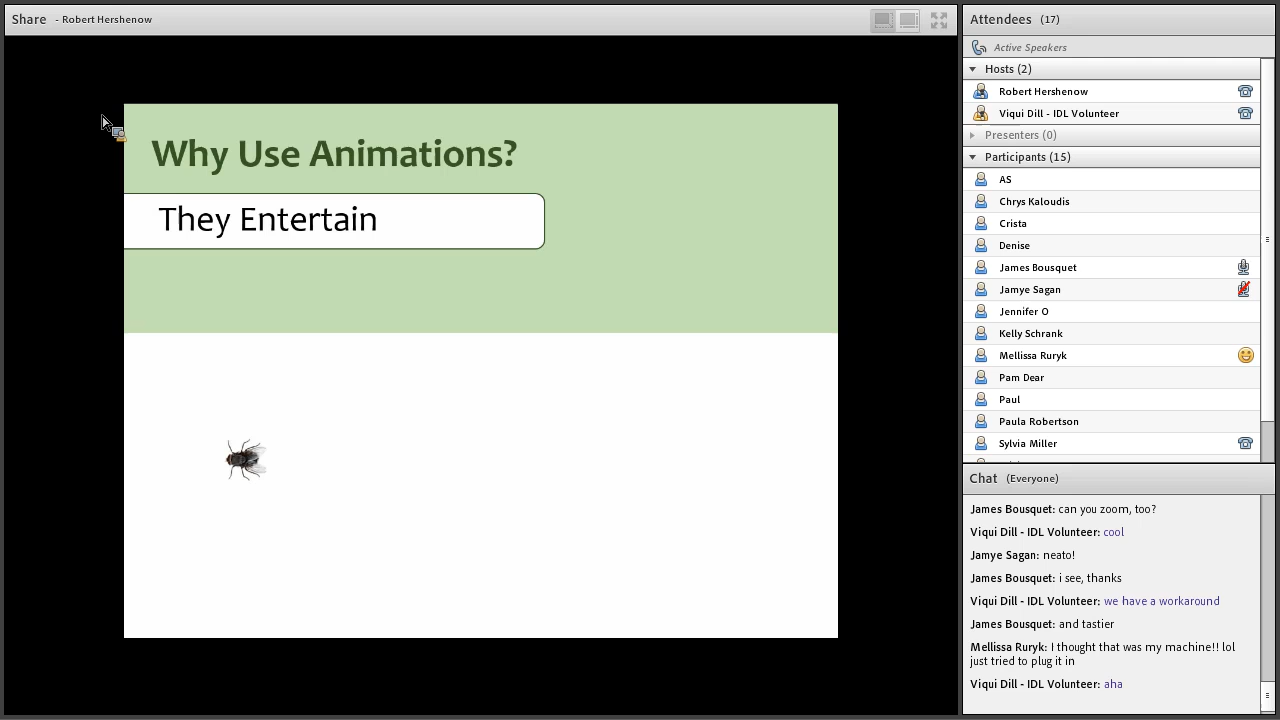 Share - Robert Hershenow
Why Use Animations?
They Entertain
Attendees (17)
Active Speakers
Hosts (2)
Robert Hershenow
Viqui Dill - IDL Volunteer
Presenters (0)
Participants (15)
AS
Chrys Kaloudis
Crista
Denise
James Bousquet
Jamye Sagan
Jennifer O
Kelly Schrank
Mellissa Ruryk
Pam Dear
Paul
Paula Robertson
Sylvia Miller
Chat (Everyone)
James Bousquet: can you zoom, too?
Viqui Dill - IDL Volunteer: cool
Jamye Sagan: neato!
James Bousquet: i see, thanks
Viqui Dill - IDL Volunteer: we have a workaround
James Bousquet: and tastier
Mellissa Ruryk: I thought that was my machine!! lol
just tried to plug it in
Viqui Dill - IDL Volunteer: aha